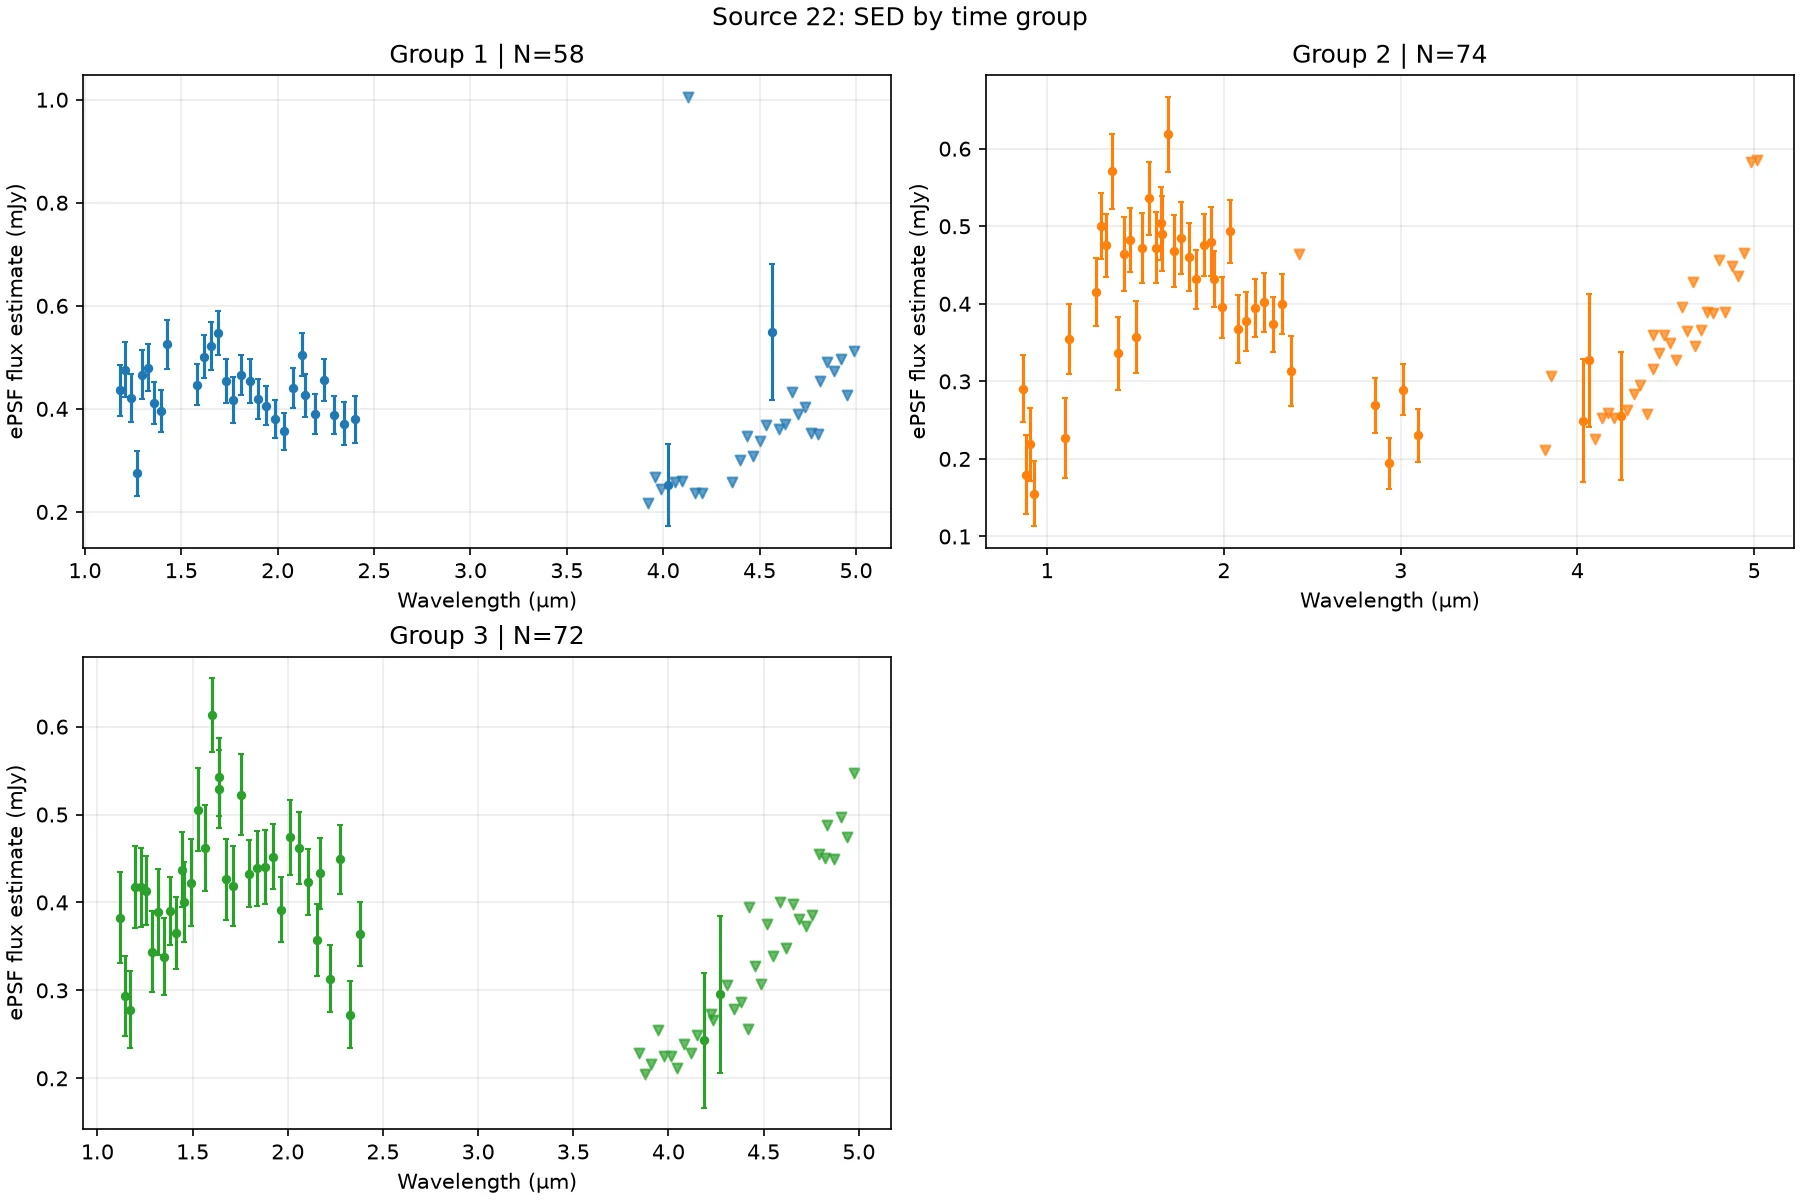 Source 22: SED by time group
Group 1 | N=58
ePSF flux estimate (mJy)
1.0
0.8
0.6
0.4
0.2
1.0 1.5 2.0 2.5 3.0 3.5 4.0 4.5 5.0
Wavelength (μm)
Group 2 | N=74
ePSF flux estimate (mJy)
0.6
0.5
0.4
0.3
0.2
0.1
1 2 3 4 5
Wavelength (μm)
Group 3 | N=72
ePSF flux estimate (mJy)
0.6
0.5
0.4
0.3
0.2
1.0 1.5 2.0 2.5 3.0 3.5 4.0 4.5 5.0
Wavelength (μm)